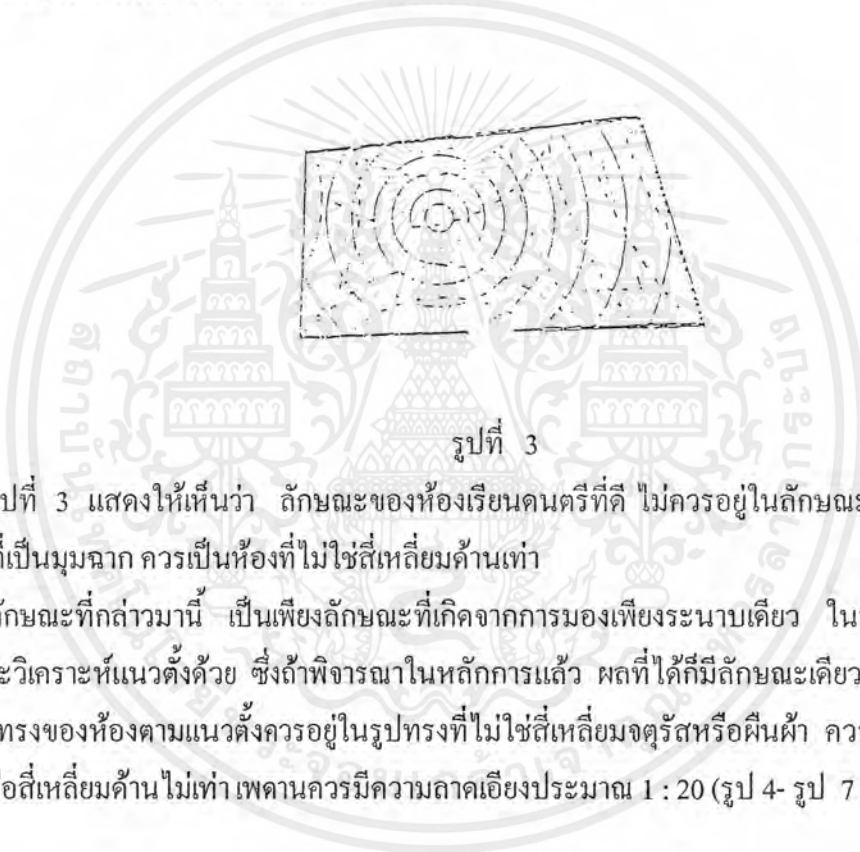 รูปที่ 3
ปที่ 3 แสดงให้เห็นว่า ลักษณะของห้องเรียนดนตรีที่ดี ไม่ควรอยู่ในลักษณะ
ที่เป็นมุมฉาก ควรเป็นห้องที่ไม่ใช่สี่เหลี่ยมด้านเท่า
ลักษณะที่กล่าวมานี้ เป็นเพียงลักษณะที่เกิดจากการมองเพียงระนาบเดียว ใน
ะวิเคราะห์แนวตั้งด้วย ซึ่งถ้าพิจารณาในหลักการแล้ว ผลที่ได้ก็มีลักษณะเดียว
ทรงของห้องตามแนวตั้งควรอยู่ในรูปทรงที่ไม่ใช่สี่เหลี่ยมจตุรัสหรือผืนผ้า คว
อสี่เหลี่ยมด้านไม่เท่า เพดานควรมีความลาดเอียงประมาณ 1 : 20 (รูป 4- รูป 7